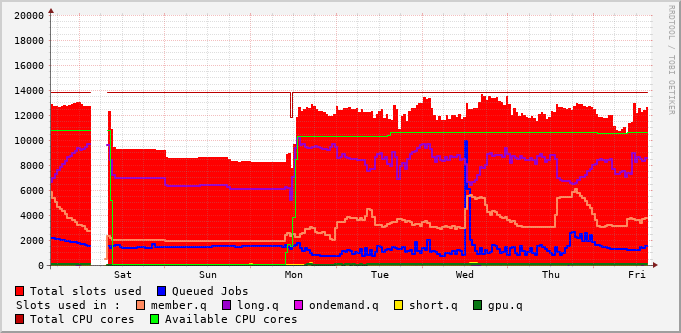 20000
18000
16000
14000
12000
10000
8000
6000
4000
2000
0
Sat Sun Mon Tue Wed Thu Fri
RRDTOOL / TOBI OETIKER
Total slots used Queued Jobs
Slots used in : member.q long.q ondemand.q short.q gpu.q
Total CPU cores Available CPU cores